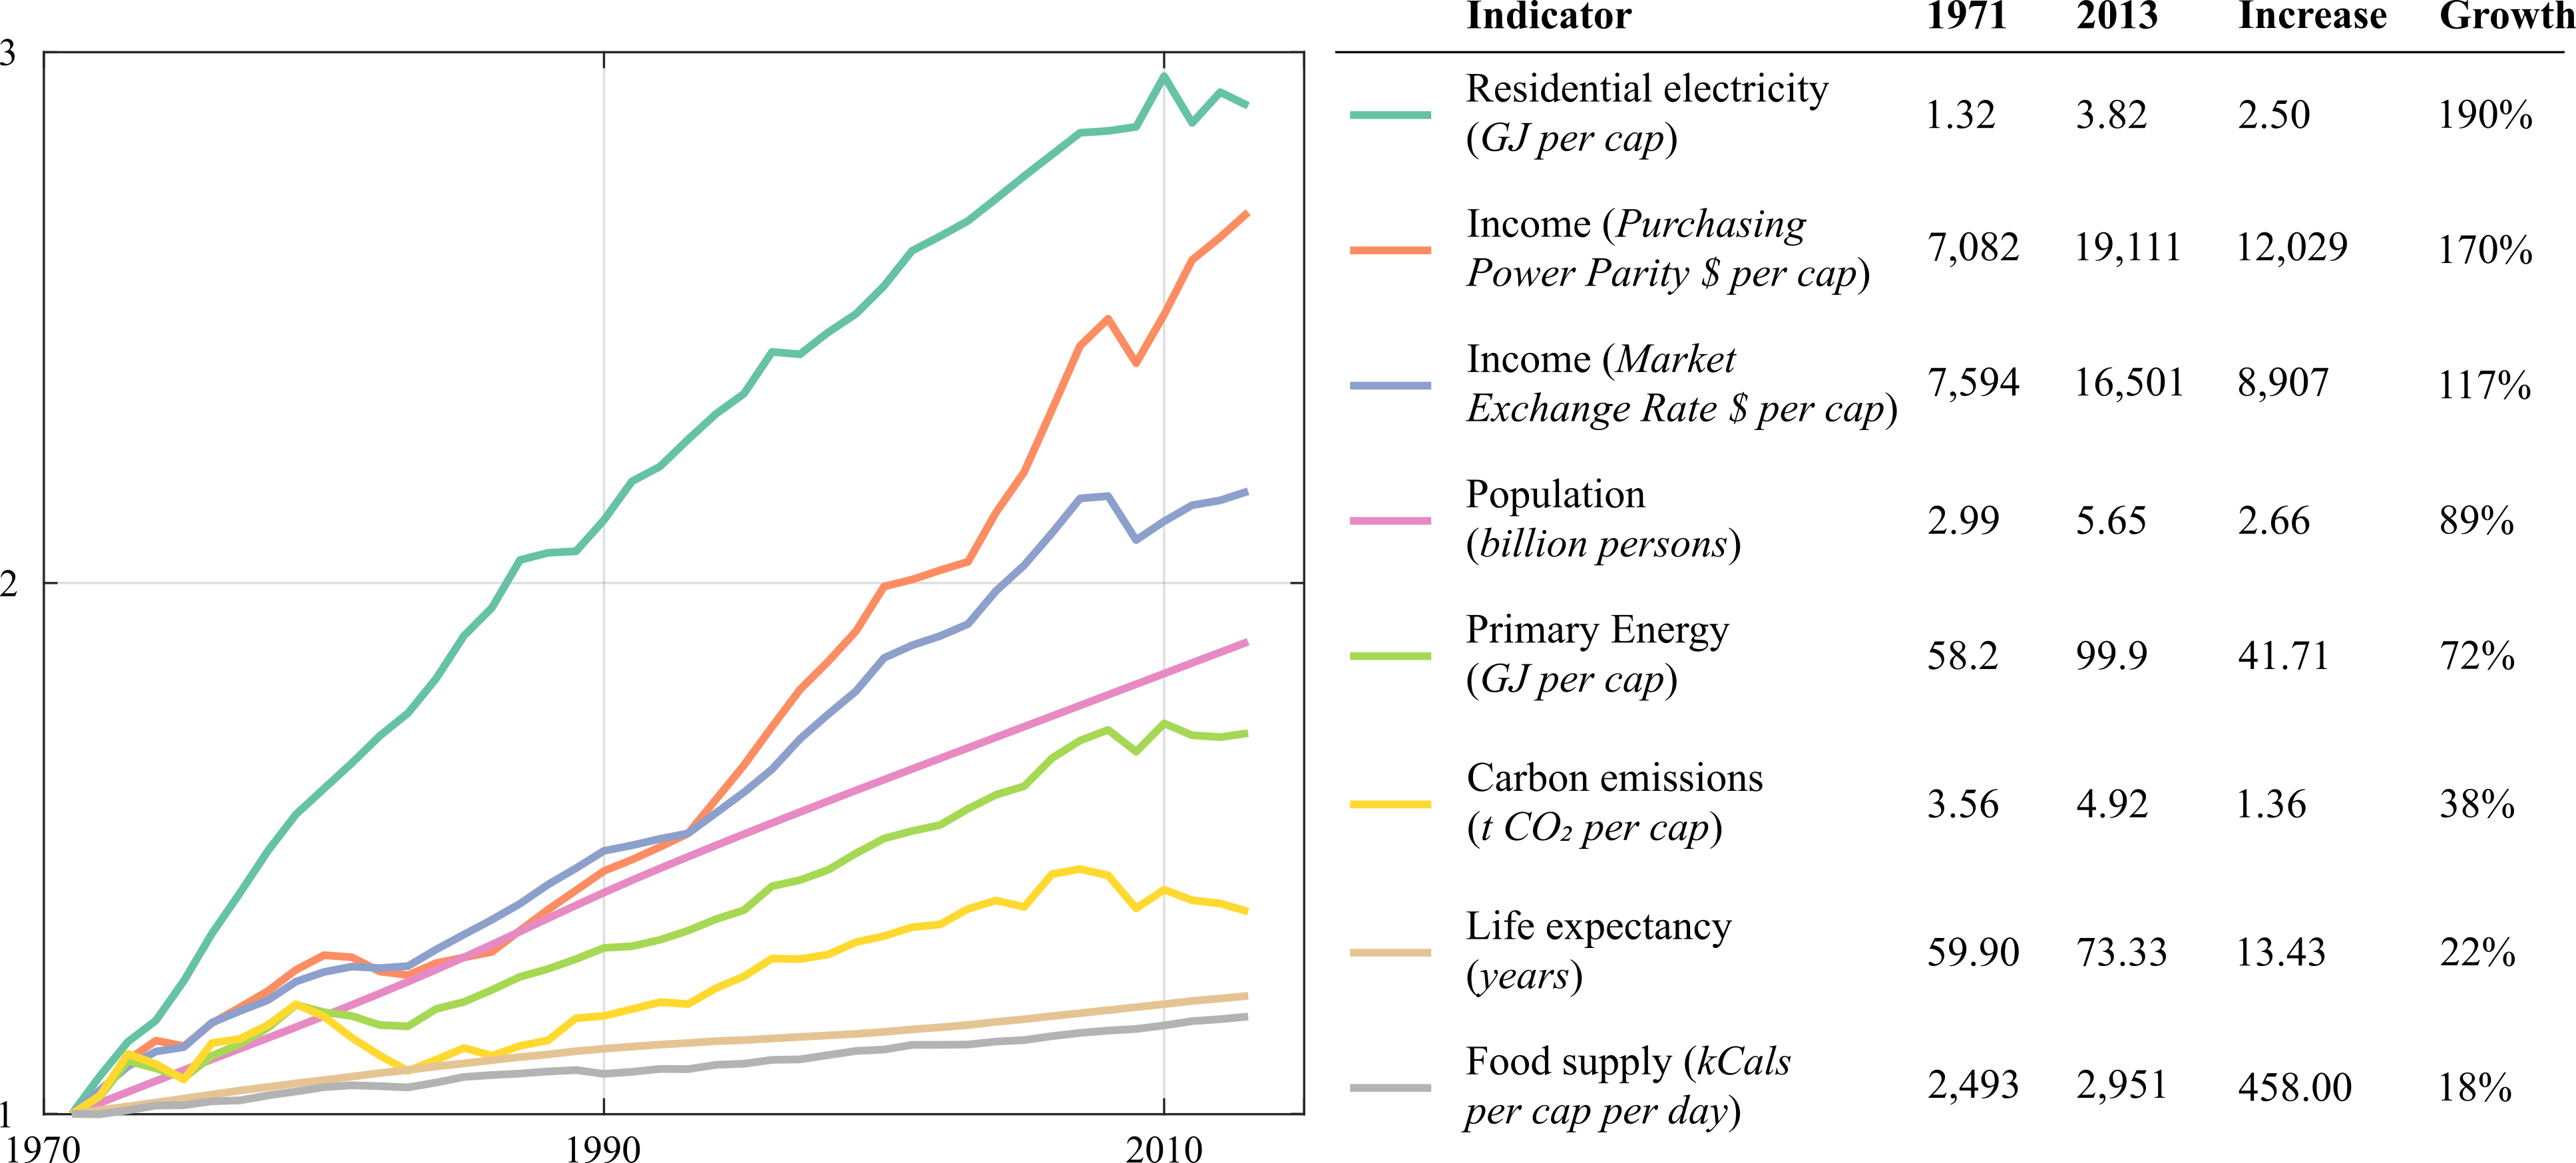 Indicator 1971 2013 Increase Growth
3
Residential electricity
(GJ per cap) 1.32 3.82 2.50 190%
Income (Purchasing
Power Parity $ per cap) 7,082 19,111 12,029 170%
Income (Market
Exchange Rate $ per cap) 7,594 16,501 8,907 117%
Population
(billion persons) 2.99 5.65 2.66 89%
2
Primary Energy
(GJ per cap) 58.2 99.9 41.71 72%
Carbon emissions
(t CO₂ per cap) 3.56 4.92 1.36 38%
Life expectancy
(years) 59.90 73.33 13.43 22%
Food supply (kCals
per cap per day) 2,493 2,951 458.00 18%
1
1970 1990 2010